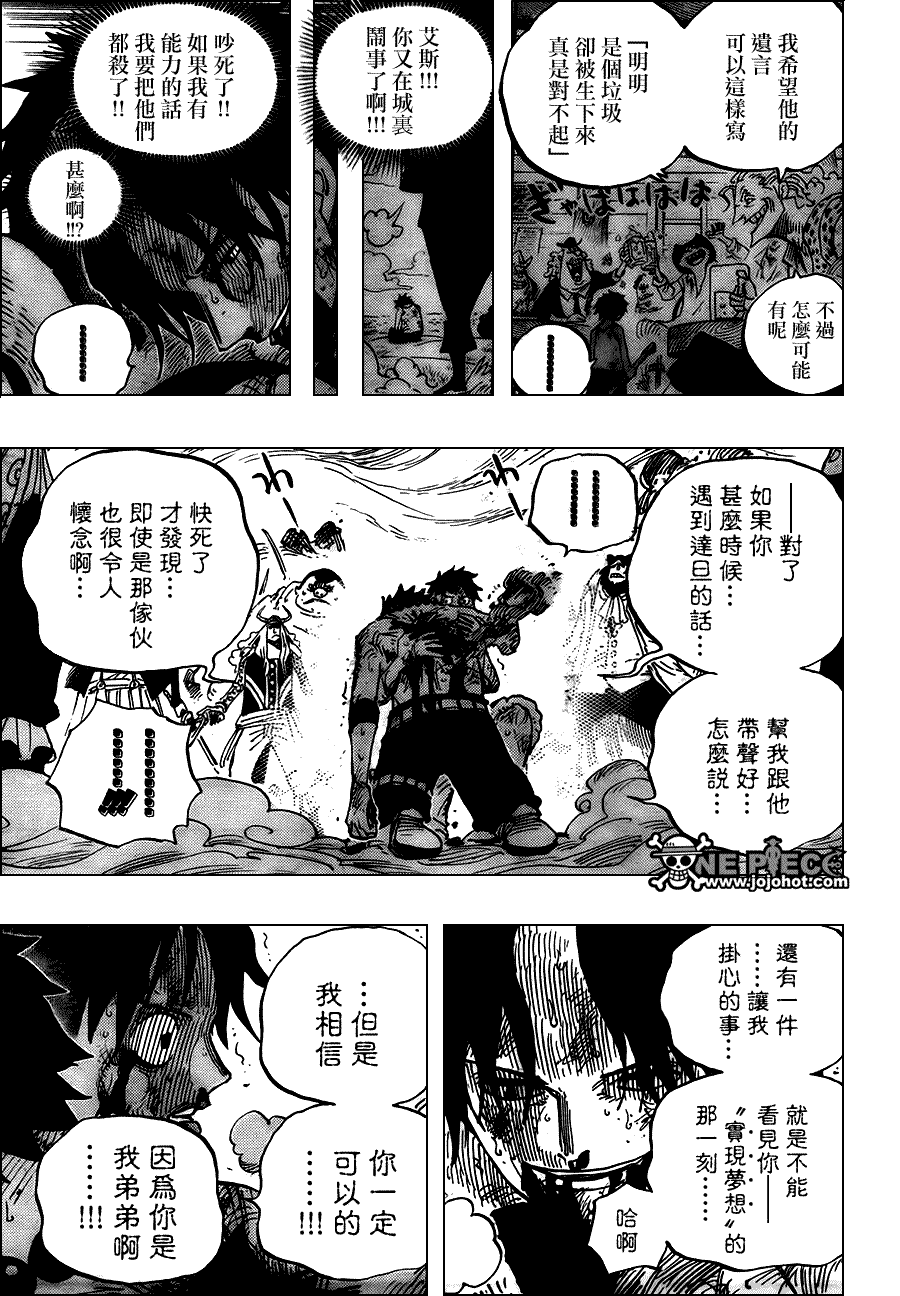 我希望他的
遺言
可以這樣寫
「明明
是個垃圾
卻被生下來
真是對不起」
ぎゃははははは
不過
怎麼可能
有呢
………
艾斯!!!
你又在城裏
鬧事了啊!!!
吵死了!!
如果我有
能力的話
我要把他們
都殺了!!
甚麼啊!!?
………
——對了
如果你
甚麼時候…
遇到達旦的話…
幫我跟他
帶聲好…
怎麼說…
………
快死了
才發現…
即使是那傢伙
也很令人
懷念啊…
………!!!
ONE PIECE
www.jojohot.com
還有一件
……讓我
掛心的事…
就是不能
看見你——
〝實現夢想〞的
那一刻……
哈
啊
…但是
我相信
你一定
可以的
……!!!
因爲你是
我弟弟啊
……!!!